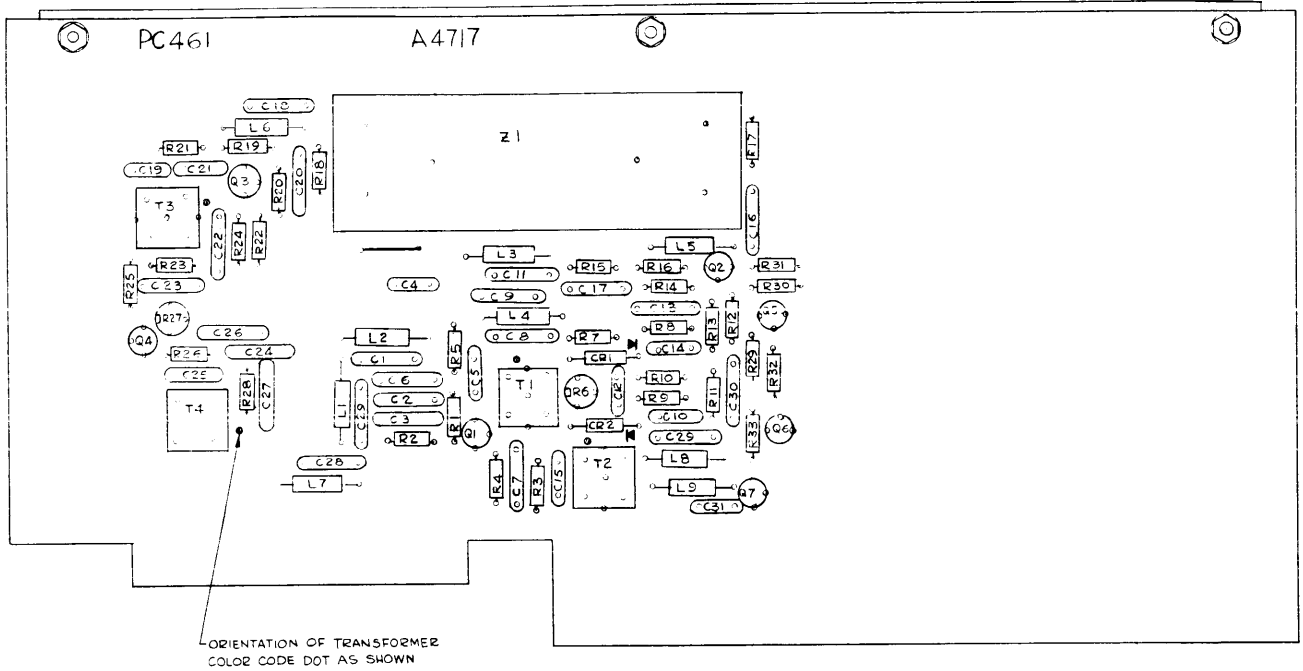 PC461 A4717
C18
L6
Z1
R17
R21 R19
C19 C21 Q3 R20 C20 R18
T3
C16
C22 R24 R22
L3 L5
R23 R25 C23
C11 R15 R16 Q2 R31
C4 C9 C17 R14 R30
R27 L4 C13 Q5
Q4 C26 L2 R5 C8 R7 R8 R13 R12
R26 C24 C1 C5 CR1 C14 R29 R32
C25 C6 T1 R6 CR1 R10 R11 C30
T4 R28 C27 L1 C29 C2 R1 R9
C3 Q1 CR2 C10 R33 Q6
R2 C29
C28 T2 L8
L7 R4 C7 R3 C15 L9 Q7
C31
ORIENTATION OF TRANSFORMER
COLOR CODE DOT AS SHOWN